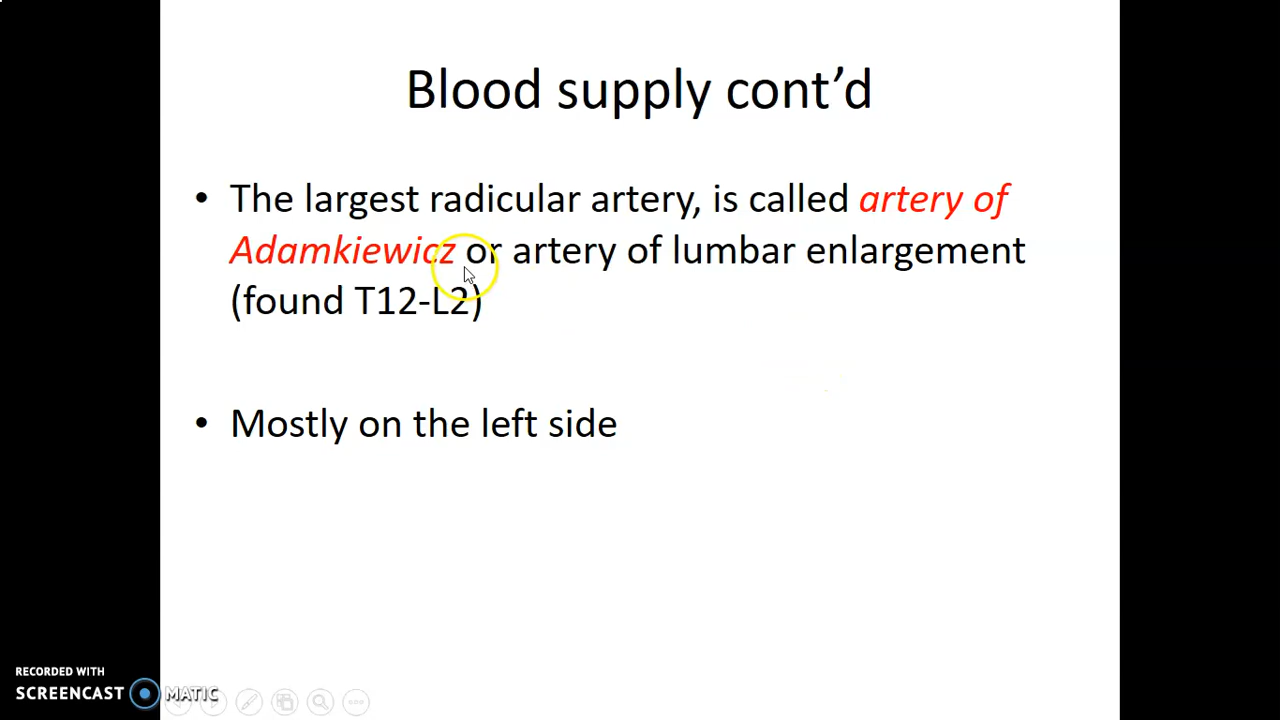 Blood supply cont’d
• The largest radicular artery, is called artery of
Adamkiewicz or artery of lumbar enlargement
(found T12-L2)
• Mostly on the left side
RECORDED WITH
SCREENCAST MATIC